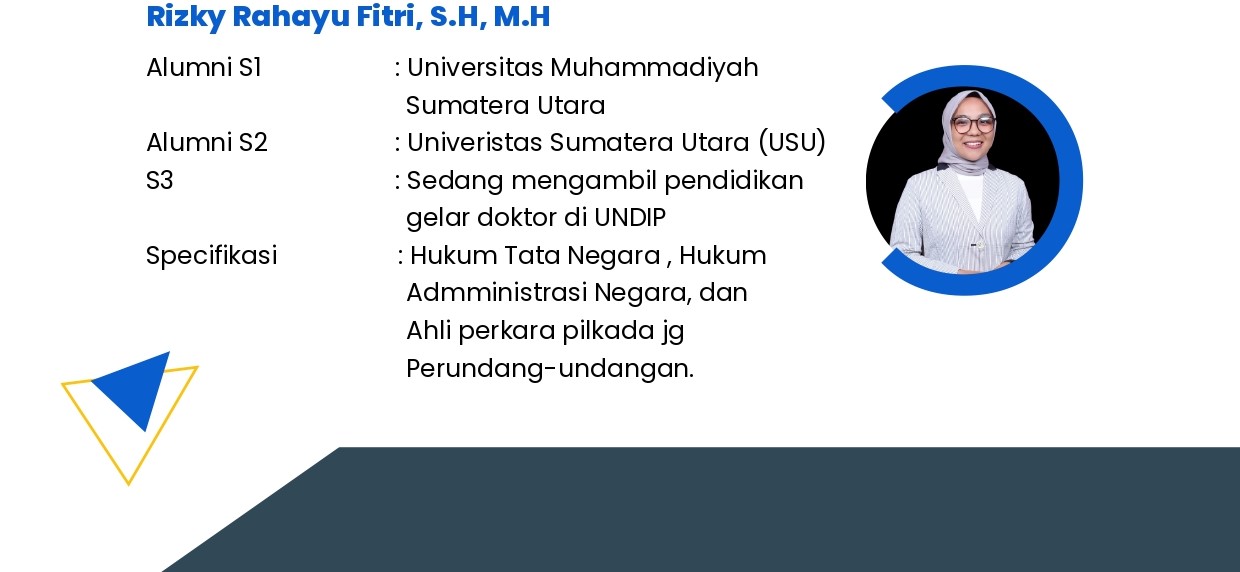 Rizky Rahayu Fitri, S.H, M.H
Alumni S1 : Universitas Muhammadiyah
Sumatera Utara
Alumni S2 : Univeristas Sumatera Utara (USU)
S3 : Sedang mengambil pendidikan
gelar doktor di UNDIP
Specifikasi : Hukum Tata Negara , Hukum
Admministrasi Negara, dan
Ahli perkara pilkada jg
Perundang-undangan.